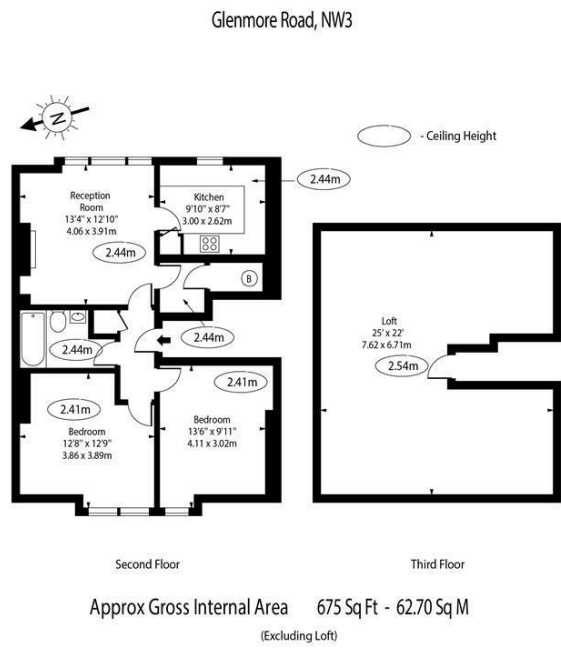 Glenmore Road, NW3
N
- Ceiling Height
2.44m
Reception
Room
13'4" x 12'10"
4.06 x 3.91m
2.44m
Kitchen
9'10" x 8'7"
3.00 x 2.62m
B
2.44m
2.44m
2.41m
Bedroom
12'8" x 12'9"
3.86 x 3.89m
2.41m
Bedroom
13'6" x 9'11"
4.11 x 3.02m
Loft
25' x 22'
7.62 x 6.71m
2.54m
Second Floor
Third Floor
Approx Gross Internal Area 675 Sq Ft - 62.70 Sq M
(Excluding Loft)